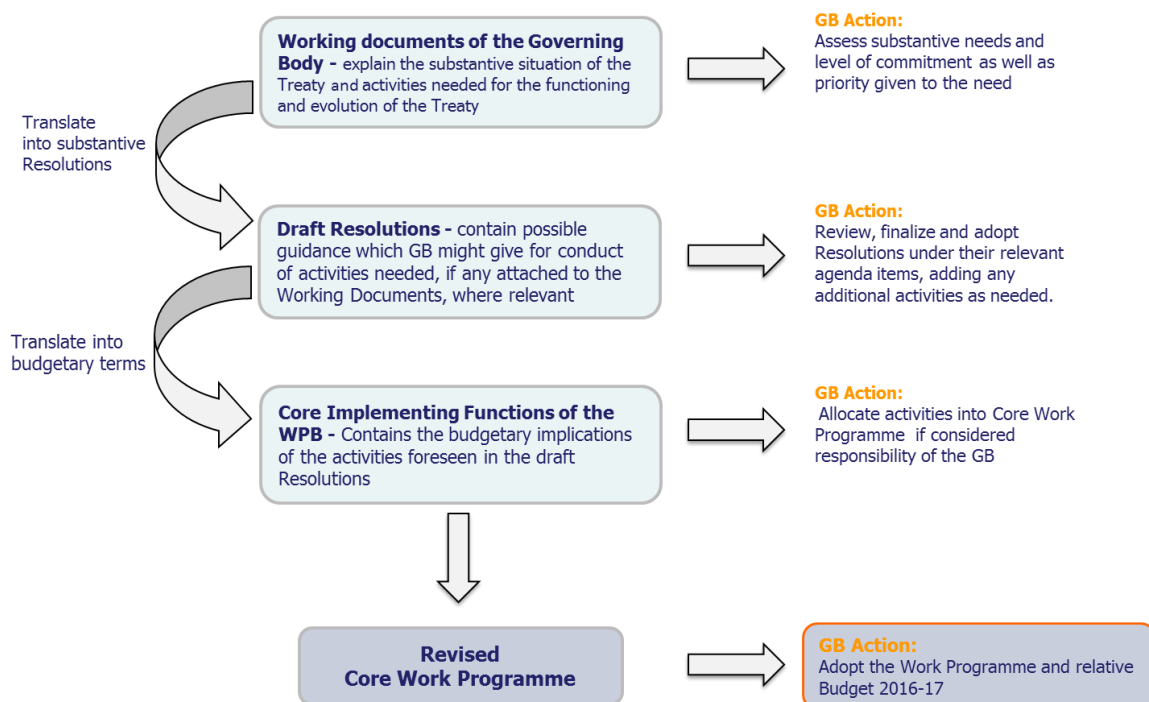 Working documents of the Governing
Body - explain the substantive situation of the
Treaty and activities needed for the functioning
and evolution of the Treaty
GB Action:
Assess substantive needs and
level of commitment as well as
priority given to the need
Translate
into substantive
Resolutions
Draft Resolutions - contain possible
guidance which GB might give for conduct
of activities needed, if any attached to the
Working Documents, where relevant
GB Action:
Review, finalize and adopt
Resolutions under their relevant
agenda items, adding any
additional activities as needed.
Translate into
budgetary terms
Core Implementing Functions of the
WPB - Contains the budgetary implications
of the activities foreseen in the draft
Resolutions
GB Action:
Allocate activities into Core Work
Programme if considered
responsibility of the GB
Revised
Core Work Programme
GB Action:
Adopt the Work Programme and relative
Budget 2016-17